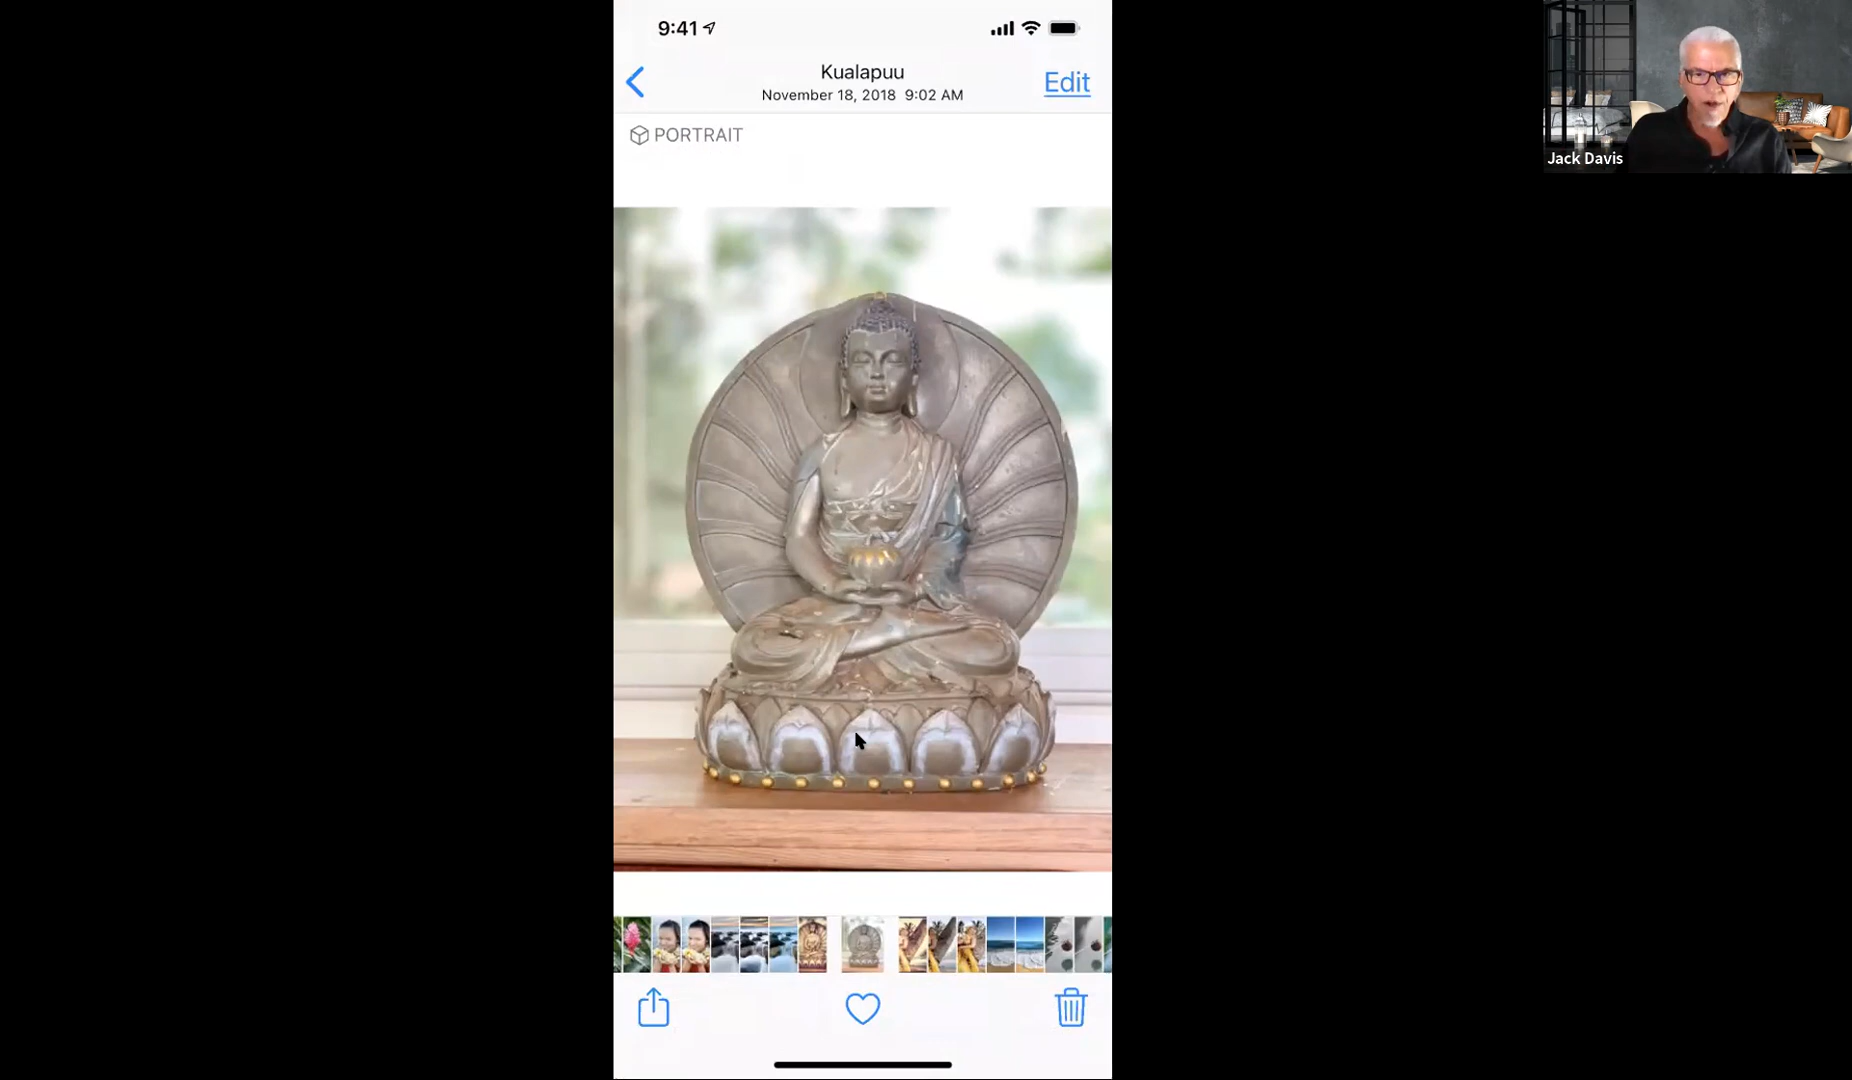 9:41
Kualapuu
November 18, 2018 9:02 AM
Edit
PORTRAIT
Jack Davis